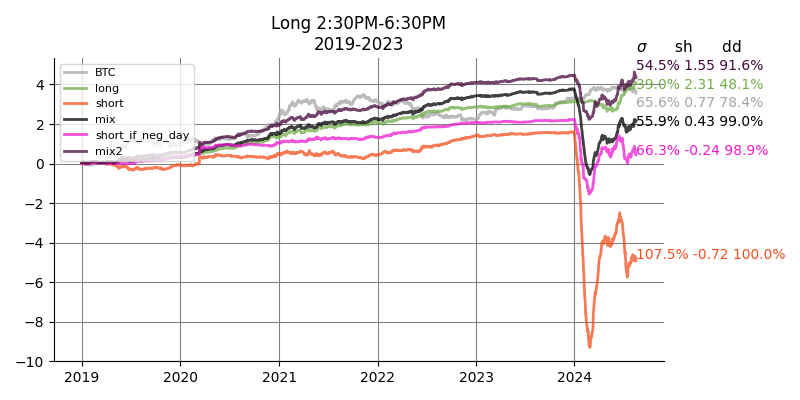 Long 2:30PM-6:30PM
2019-2023
σ sh dd
54.5% 1.55 91.6%
39.0% 2.31 48.1%
65.6% 0.77 78.4%
55.9% 0.43 99.0%
66.3% -0.24 98.9%
107.5% -0.72 100.0%
BTC
long
short
mix
short_if_neg_day
mix2
4
2
0
−2
−4
−6
−8
−10
2019 2020 2021 2022 2023 2024